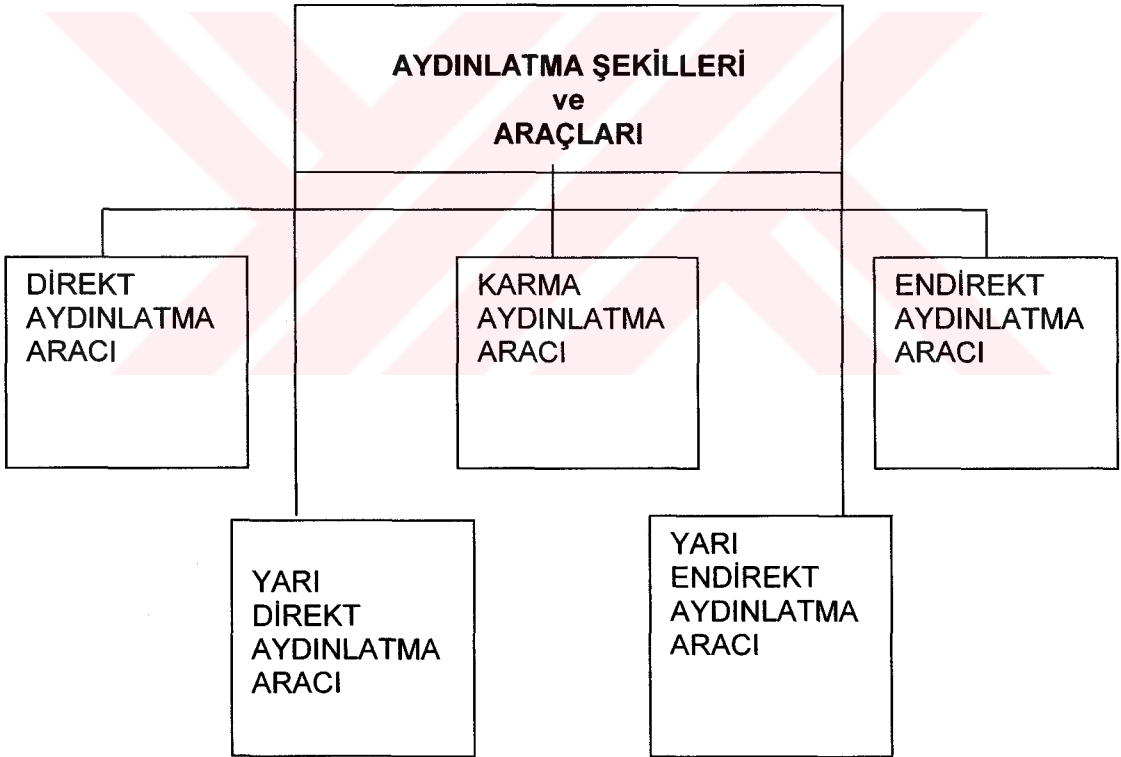 AYDINLATMA ŞEKİLLERİ
ve
ARAÇLARI
DİREKT
AYDINLATMA
ARACI
KARMA
AYDINLATMA
ARACI
ENDİREKT
AYDINLATMA
ARACI
YARI
DİREKT
AYDINLATMA
ARACI
YARI
ENDİREKT
AYDINLATMA
ARACI